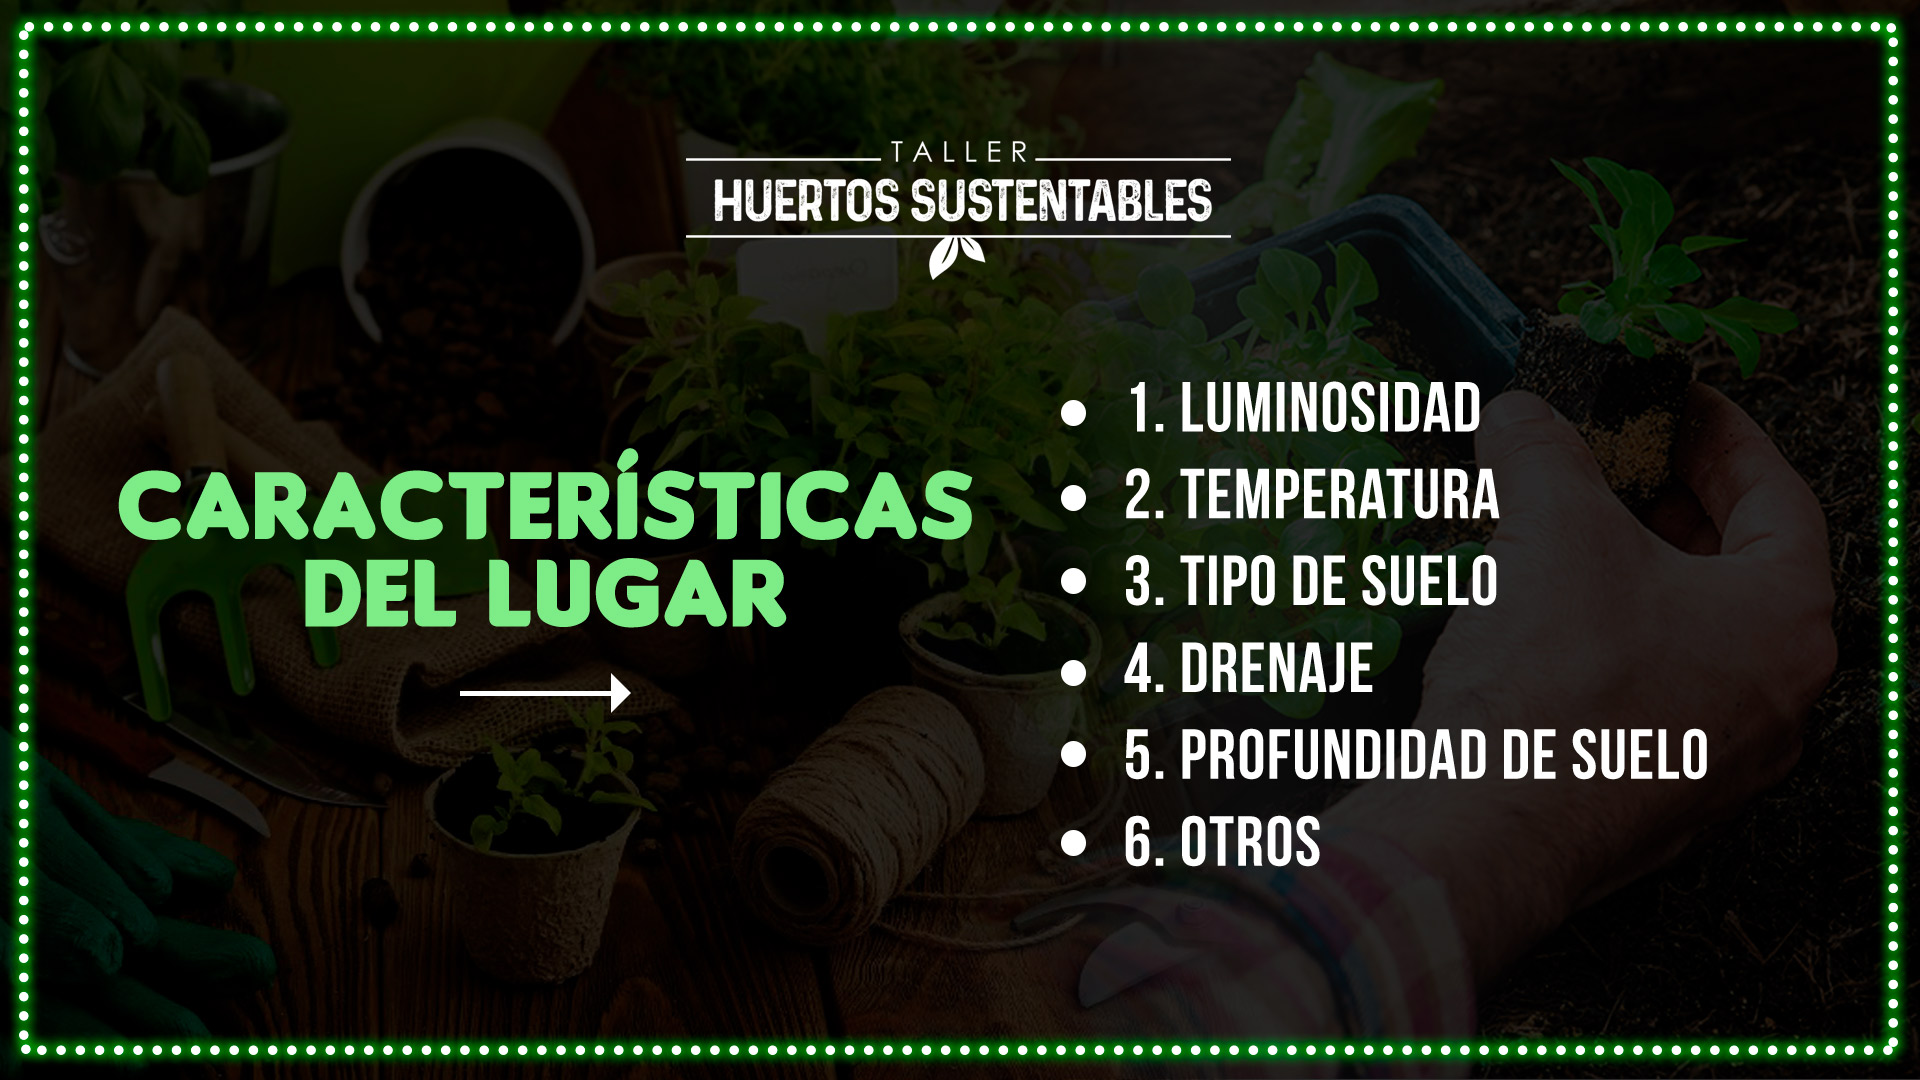 TALLER
HUERTOS SUSTENTABLES
CARACTERÍSTICAS
DEL LUGAR
• 1. LUMINOSIDAD
• 2. TEMPERATURA
• 3. TIPO DE SUELO
• 4. DRENAJE
• 5. PROFUNDIDAD DE SUELO
• 6. OTROS